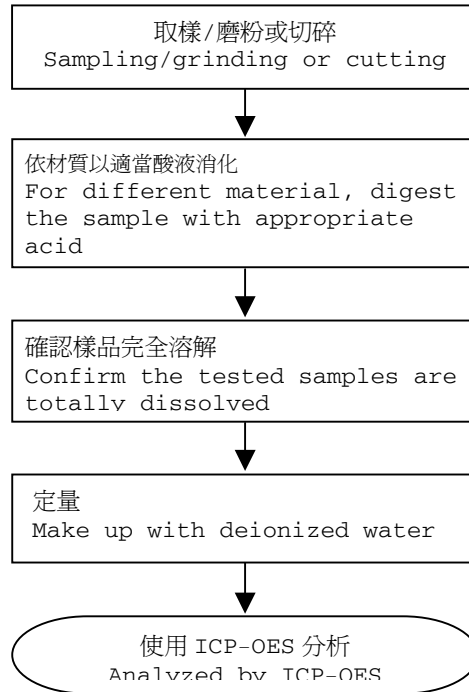 取樣/磨粉或切碎
Sampling/grinding or cutting
依材質以適當酸液消化
For different material, digest
the sample with appropriate
acid
確認樣品完全溶解
Confirm the tested samples are
totally dissolved
定量
Make up with deionized water
使用 ICP-OES 分析
Analyzed by ICP-OES